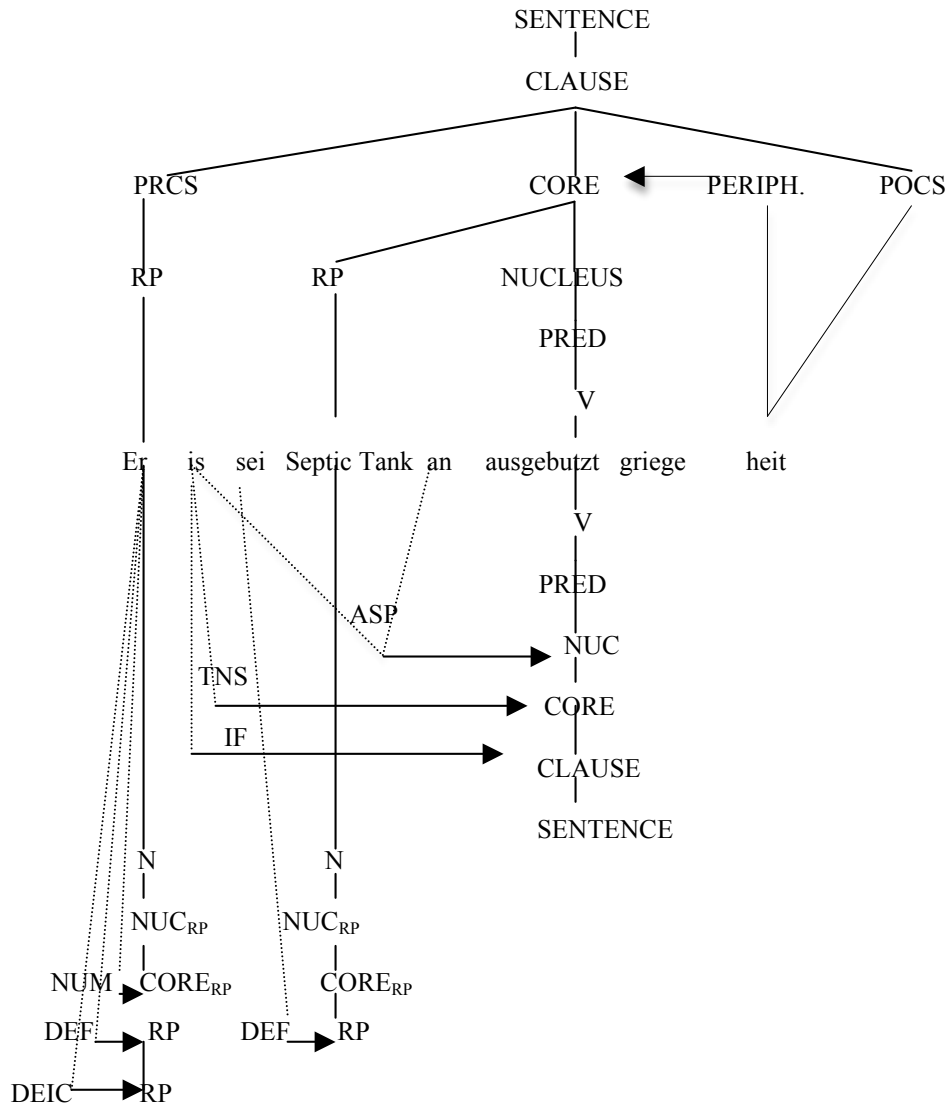 SENTENCE
CLAUSE
PRCS CORE PERIPH. POCS
RP RP NUCLEUS
PRED
V
Er is sei Septic Tank an ausgebutzt griege heit
V
PRED
ASP
NUC
TNS
CORE
IF
CLAUSE
SENTENCE
N N
NUCRP NUCRP
NUM CORERP CORERP
DEF RP DEF RP
DEIC RP